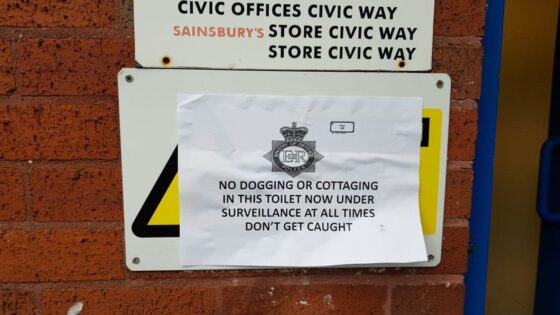 CIVIC OFFICES CIVIC WAY
SAINSBURY'S STORE CIVIC WAY
STORE CIVIC WAY
E R
NO DOGGING OR COTTAGING
IN THIS TOILET NOW UNDER
SURVEILLANCE AT ALL TIMES
DON'T GET CAUGHT